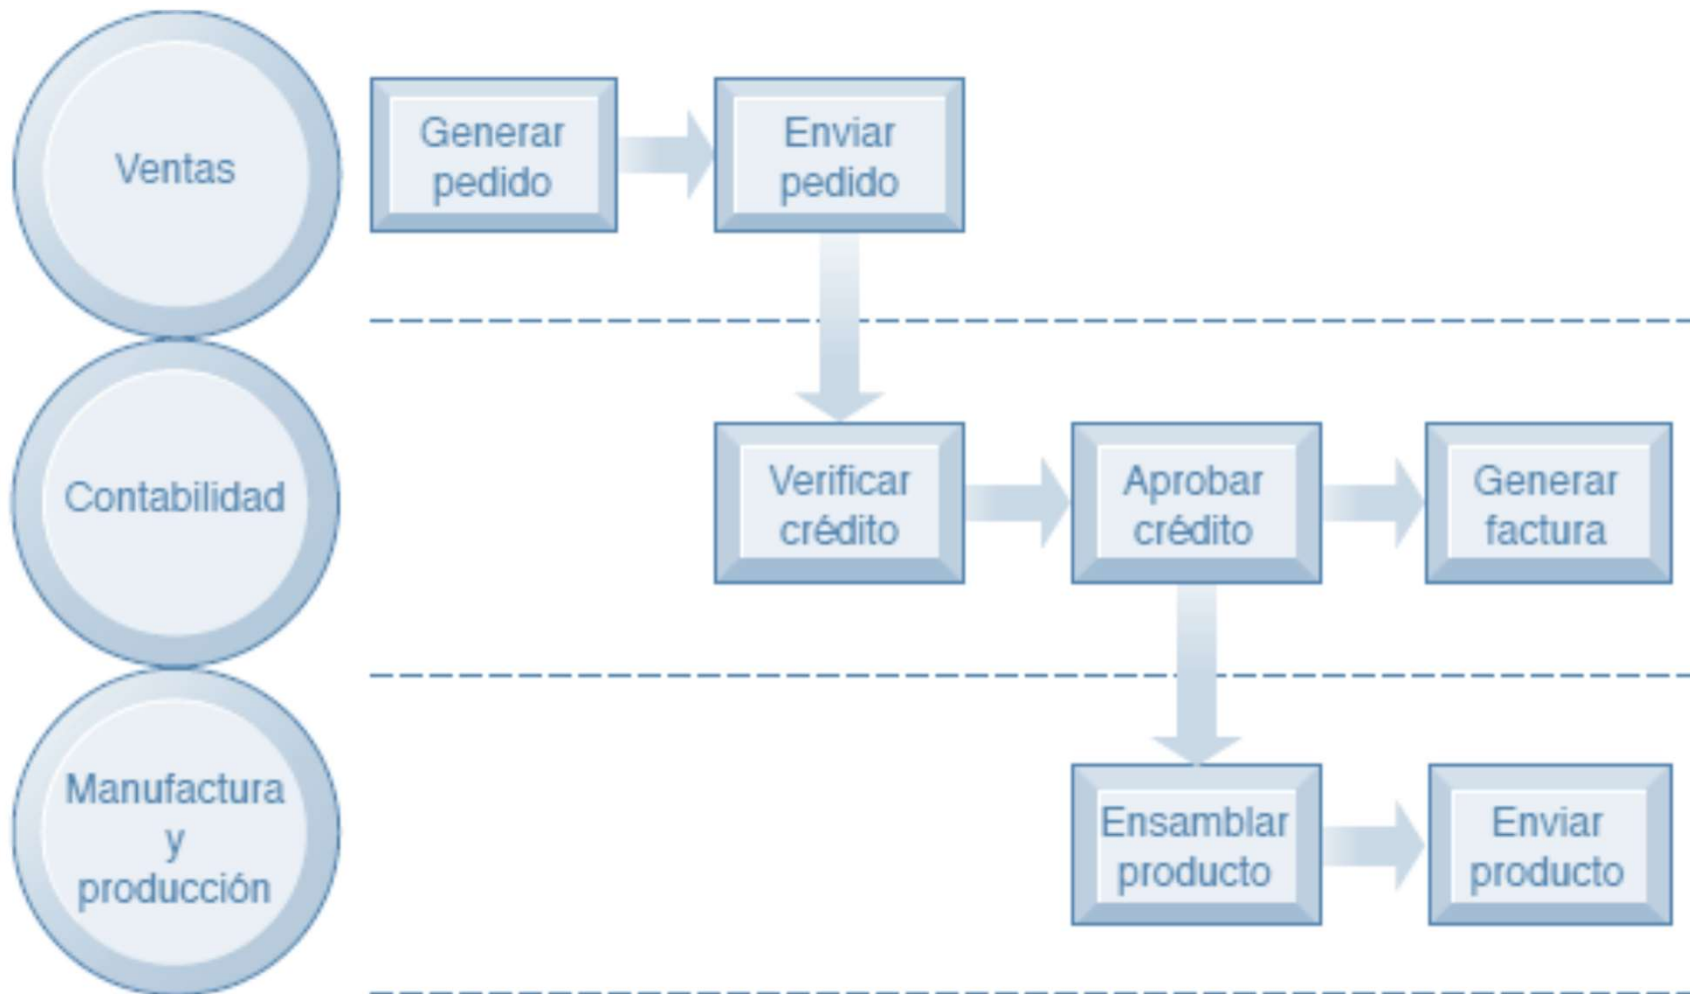 Ventas
Generar
pedido
Enviar
pedido
Contabilidad
Verificar
crédito
Aprobar
crédito
Generar
factura
Manufactura
y
producción
Ensamblar
producto
Enviar
producto